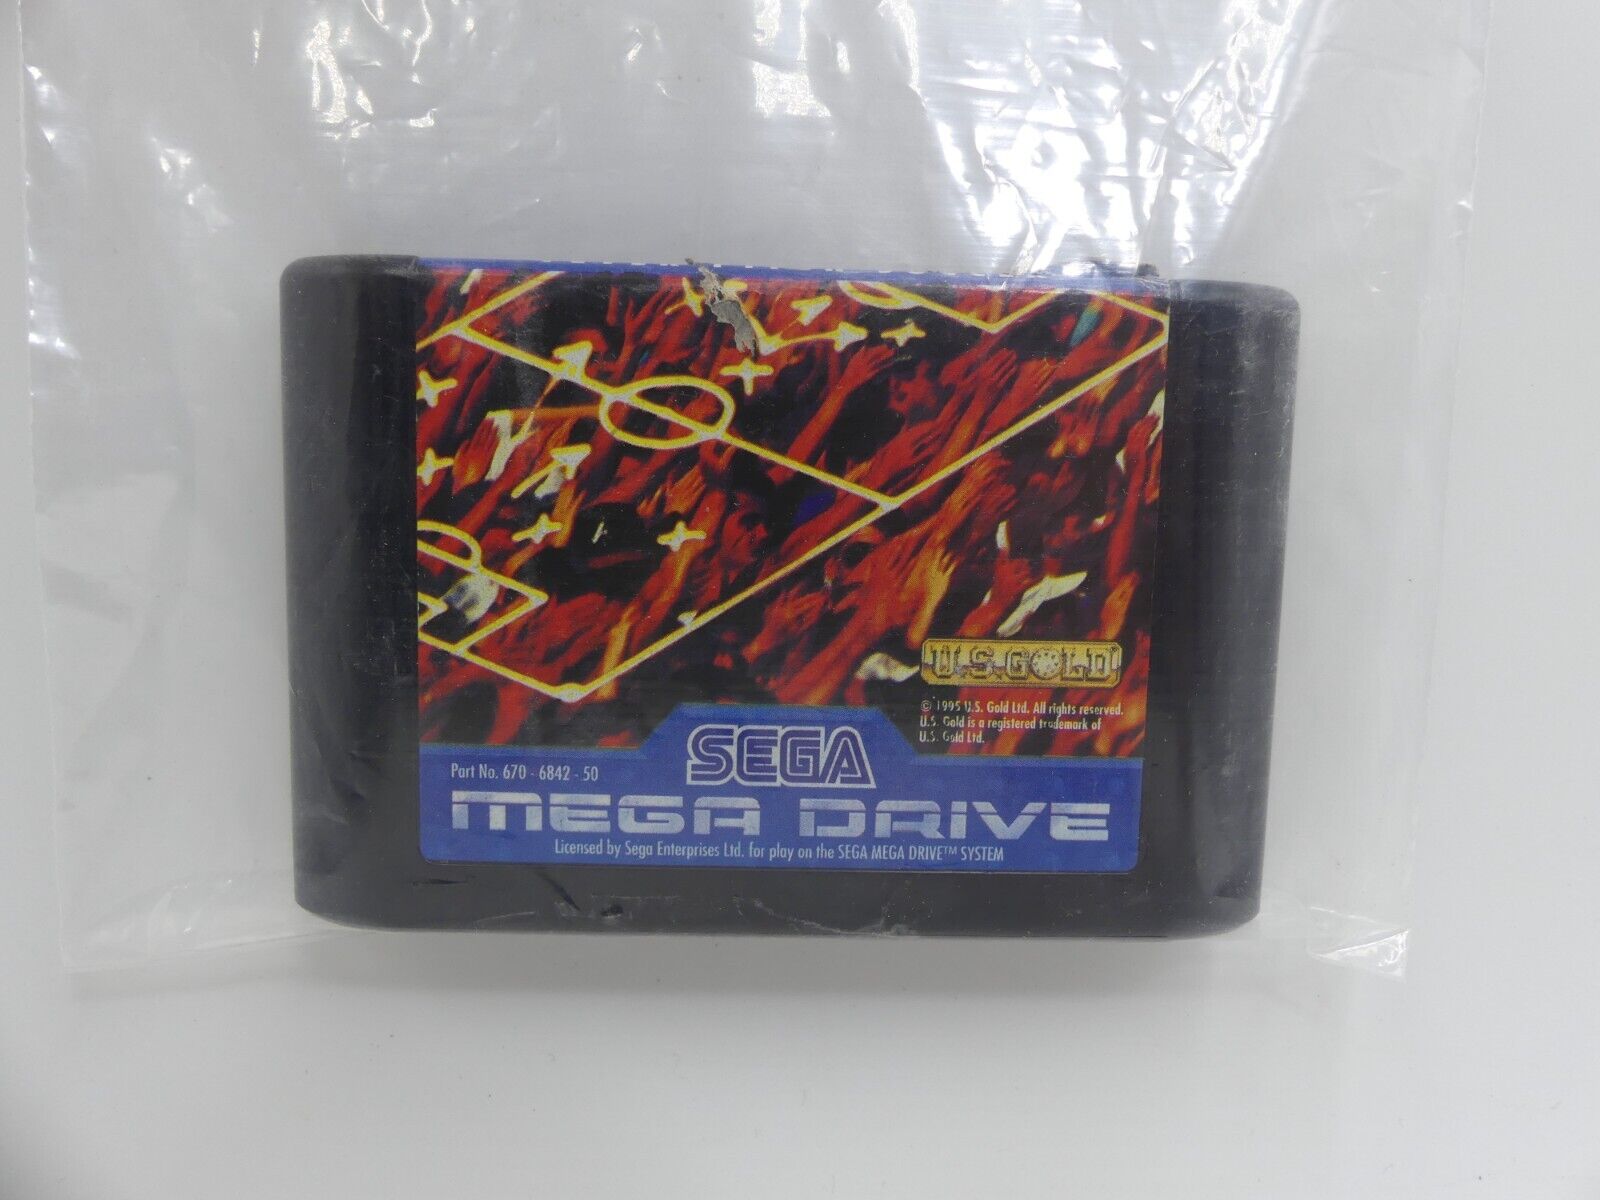 U.S.GOLD®
© 1995 U.S. Gold Ltd. All rights reserved.
U.S. Gold is a registered trademark of
U.S. Gold Ltd.
SEGA
Part No. 670 - 6842 - 50
MEGA DRIVE
Licensed by Sega Enterprises Ltd. for play on the SEGA MEGA DRIVE™ SYSTEM